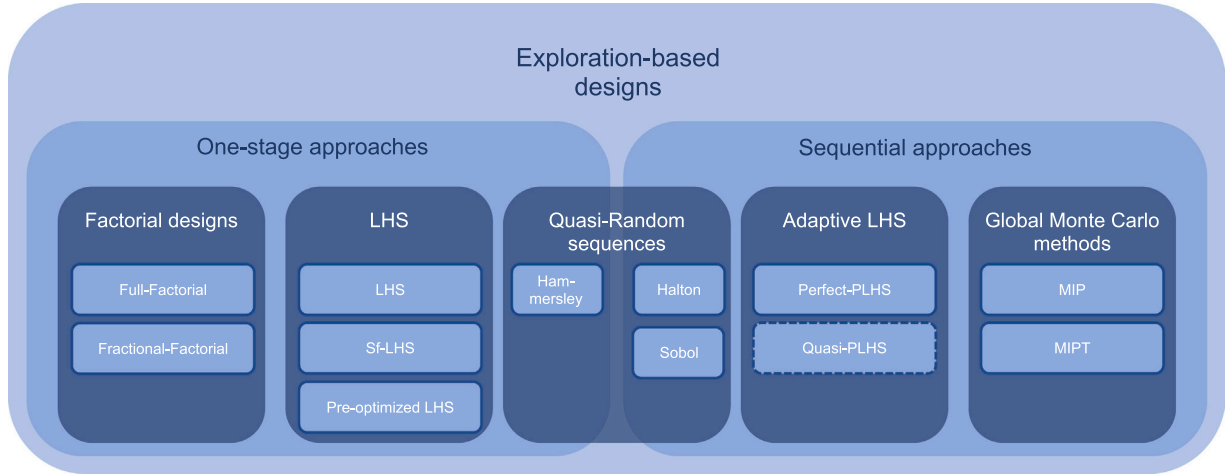 Exploration-based
designs
One-stage approaches
Sequential approaches
Factorial designs
Full-Factorial
Fractional-Factorial
LHS
LHS
Sf-LHS
Pre-optimized LHS
Quasi-Random
sequences
Ham-
mersley
Halton
Sobol
Adaptive LHS
Perfect-PLHS
Quasi-PLHS
Global Monte Carlo
methods
MIP
MIPT